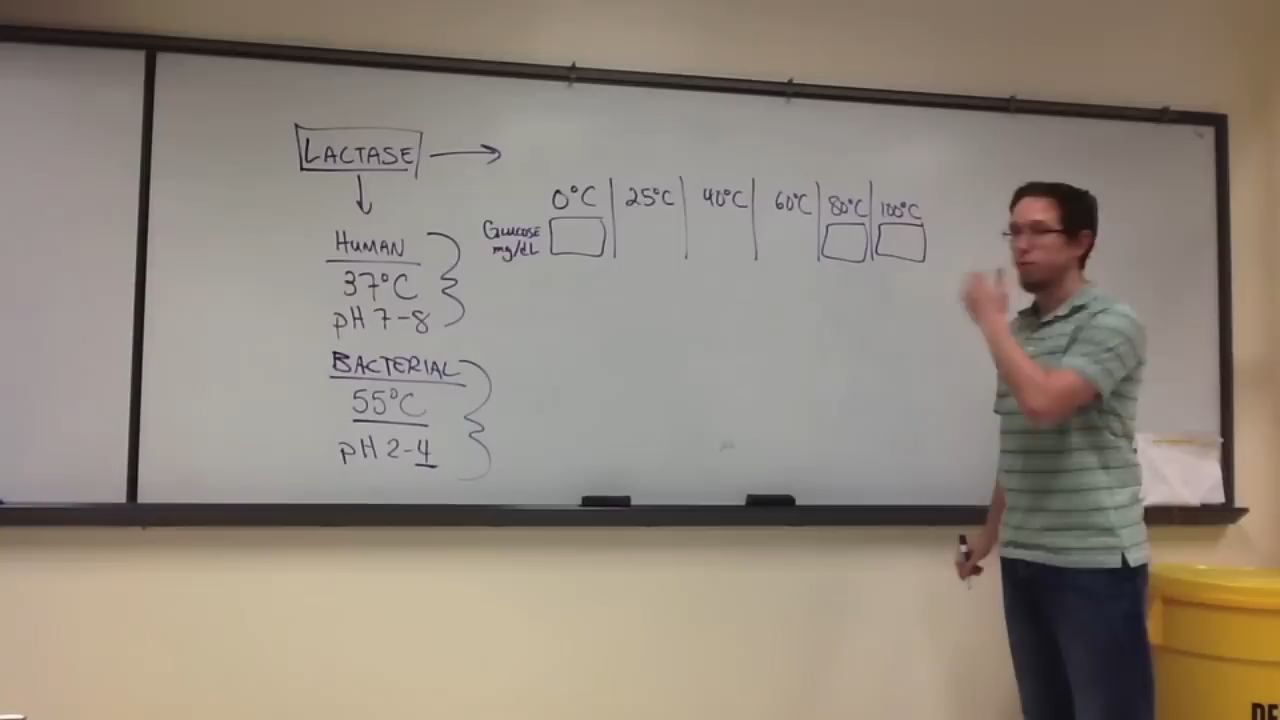 LACTASE
HUMAN
37°C
pH 7-8
BACTERIAL
55°C
pH 2-4
0°C 25°C 40°C 60°C 80°C 100°C
GLUCOSE
mg/dL
DE